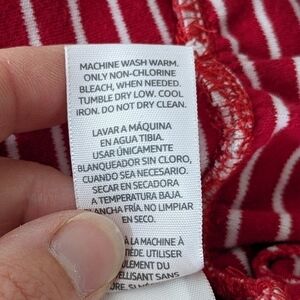 MACHINE WASH WARM.
ONLY NON-CHLORINE
BLEACH, WHEN NEEDED.
TUMBLE DRY LOW. COOL
IRON. DO NOT DRY CLEAN.
LAVAR A MÁQUINA
EN AGUA TIBIA.
USAR ÚNICAMENTE
BLANQUEADOR SIN CLORO,
CUANDO SEA NECESARIO.
SECAR EN SECADORA
A TEMPERATURA BAJA.
PLANCHA FRÍA. NO LIMPIAR
EN SECO.
À LA MACHINE À
TIÈDE. UTILISER
SANS